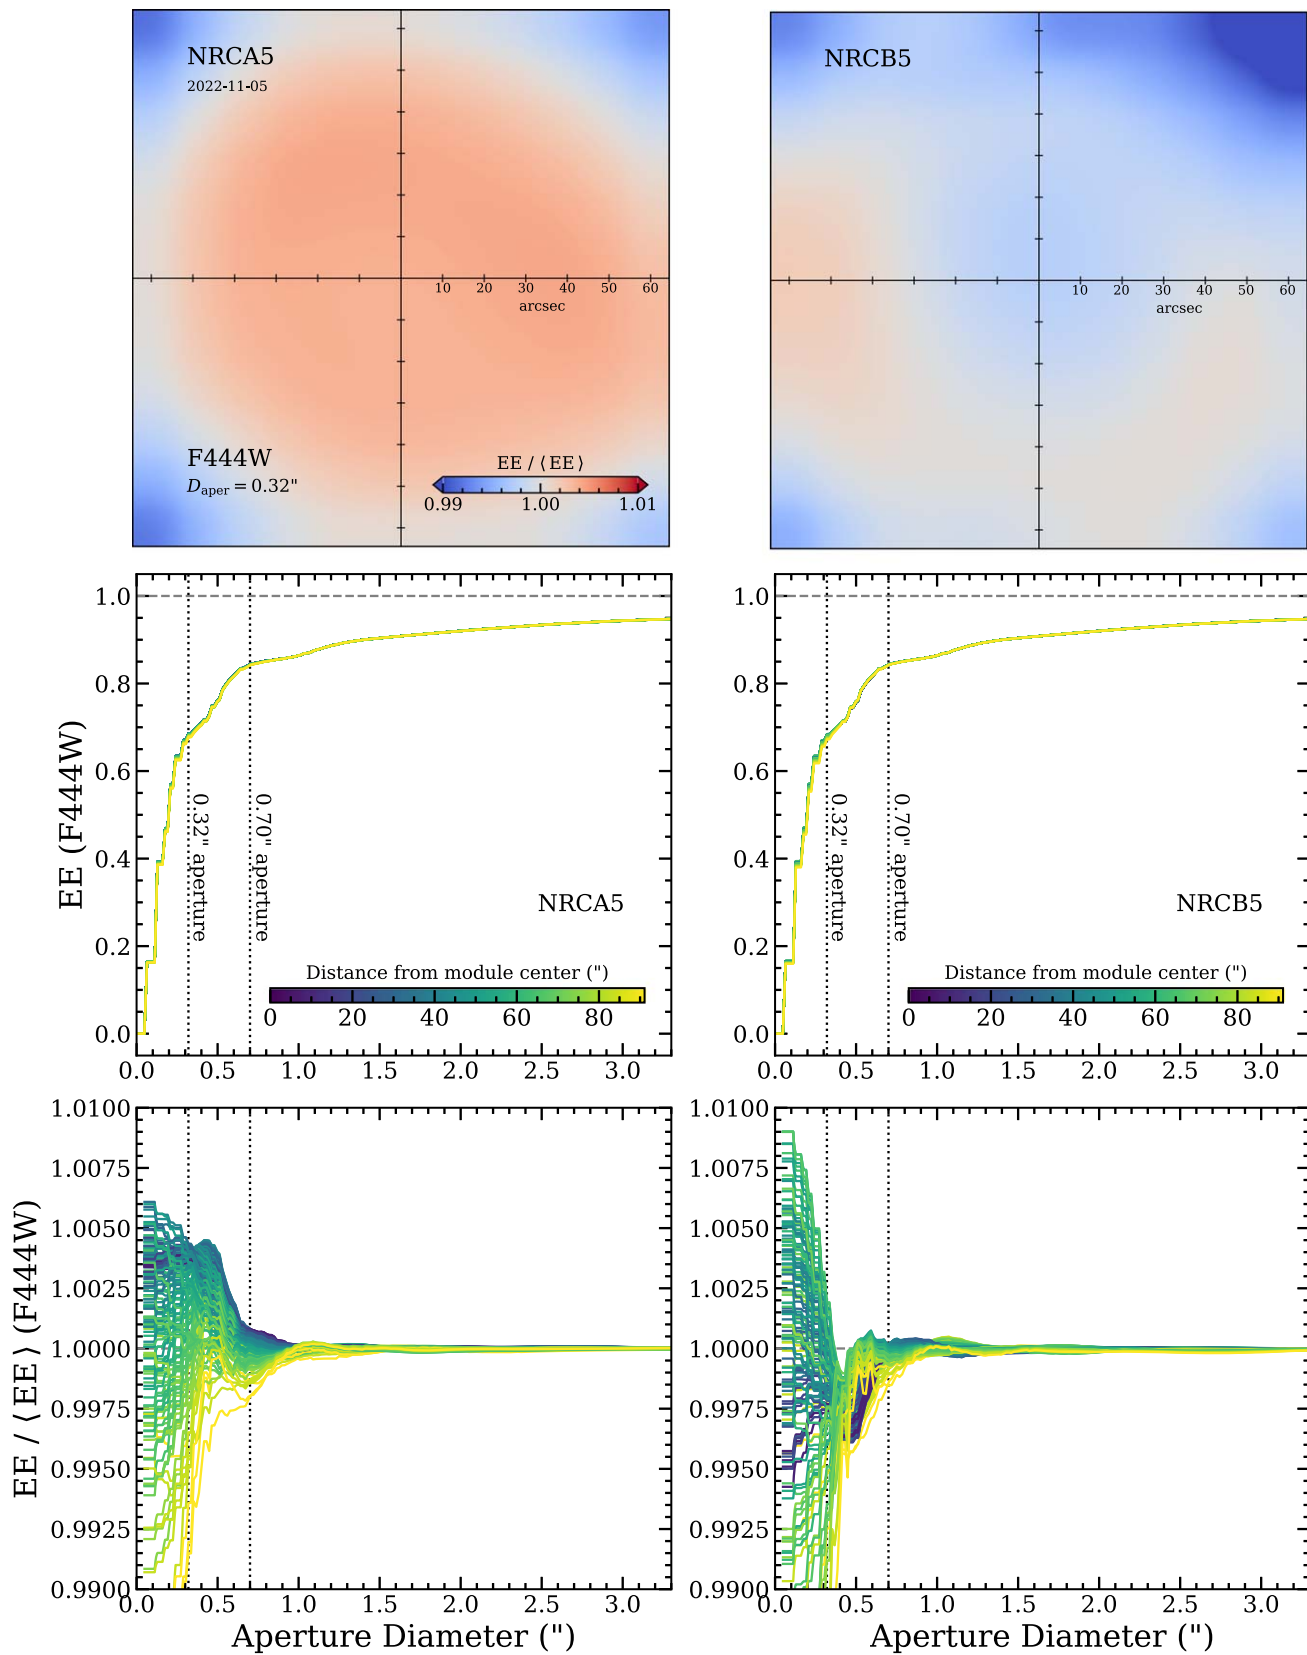 NRCA5
2022-11-05
10 20 30 40 50 60
arcsec
F444W
D_aper = 0.32"
EE / ⟨EE⟩
0.99 1.00 1.01
NRCB5
10 20 30 40 50 60
arcsec
EE (F444W)
1.0
0.8
0.6
0.4
0.2
0.0
0.32" aperture
0.70" aperture
NRCA5
Distance from module center (")
0 20 40 60 80
0.0 0.5 1.0 1.5 2.0 2.5 3.0
1.0
0.8
0.6
0.4
0.2
0.0
0.32" aperture
0.70" aperture
NRCB5
Distance from module center (")
0 20 40 60 80
0.0 0.5 1.0 1.5 2.0 2.5 3.0
EE / ⟨EE⟩ (F444W)
1.0100
1.0075
1.0050
1.0025
1.0000
0.9975
0.9950
0.9925
0.9900
0.0 0.5 1.0 1.5 2.0 2.5 3.0
Aperture Diameter (")
1.0100
1.0075
1.0050
1.0025
1.0000
0.9975
0.9950
0.9925
0.9900
0.0 0.5 1.0 1.5 2.0 2.5 3.0
Aperture Diameter (")